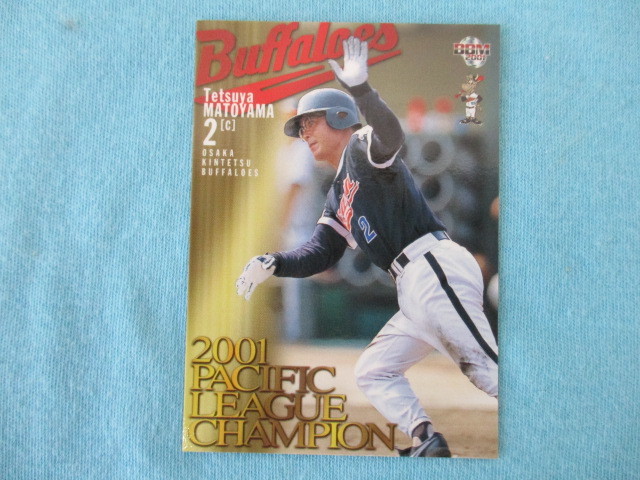 Buffaloes
BBM
2001
Tetsuya
MATOYAMA
2 [C]
OSAKA
KINTETSU
BUFFALOES
2
2001
PACIFIC
LEAGUE
CHAMPION